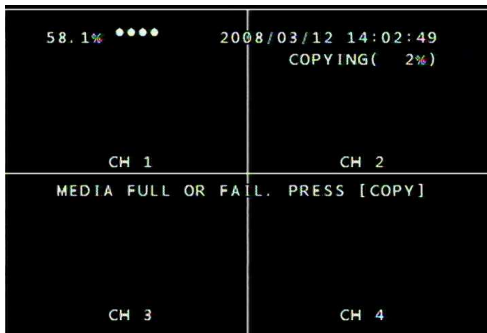 58.1% ●●●● 2008/03/12 14:02:49
COPYING( 2%)
CH 1 CH 2
MEDIA FULL OR FAIL. PRESS [COPY]
CH 3 CH 4